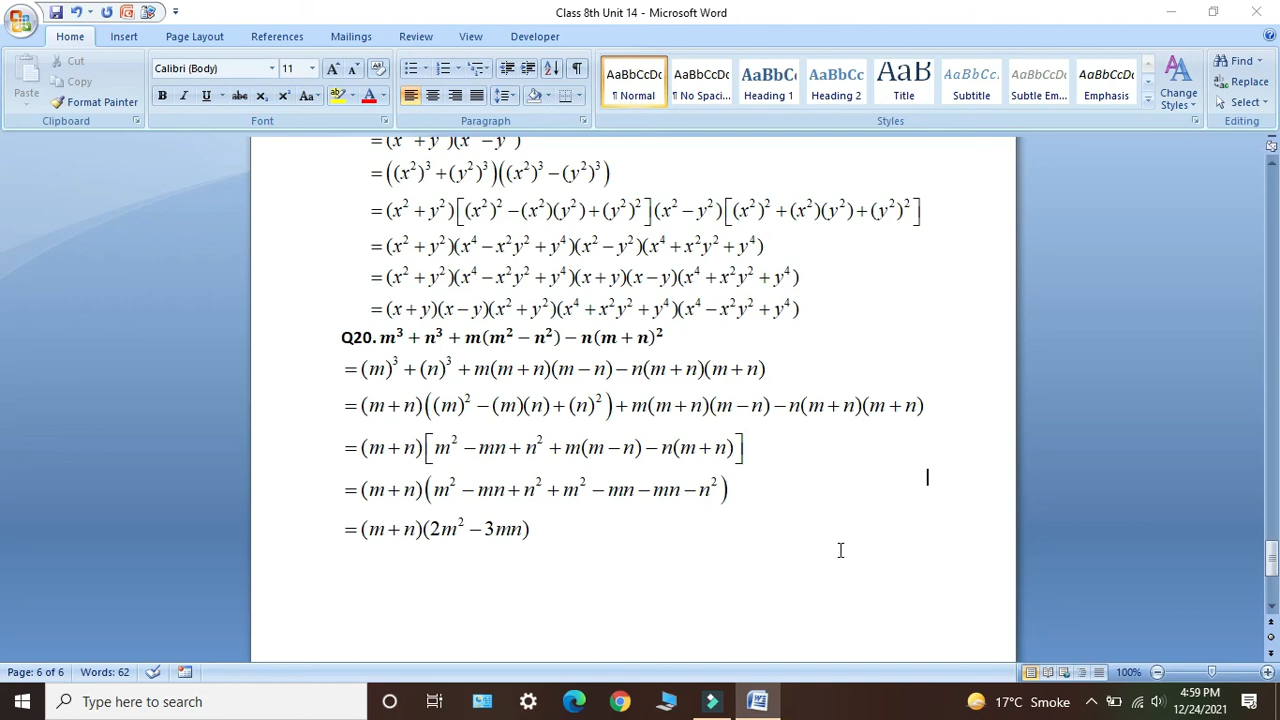 Class 8th Unit 14 - Microsoft Word
Home Insert Page Layout References Mailings Review View Developer
Paste
Cut
Copy
Format Painter
Clipboard
Calibri (Body) 11
Font
Paragraph
AaBbCcDc AaBbCcDc AaBbCc AaBbCc AaB AaBbCc. AaBbCcDc AaBbCcDc
¶ Normal ¶ No Spaci... Heading 1 Heading 2 Title Subtitle Subtle Em... Emphasis
Change Styles
Styles
Find
Replace
Select
Editing
=((x²)³+(y²)³)((x²)³−(y²)³)
=(x²+y²)[(x²)²−(x²)(y²)+(y²)²](x²−y²)[(x²)²+(x²)(y²)+(y²)²]
=(x²+y²)(x⁴−x²y²+y⁴)(x²−y²)(x⁴+x²y²+y⁴)
=(x²+y²)(x⁴−x²y²+y⁴)(x+y)(x−y)(x⁴+x²y²+y⁴)
=(x+y)(x−y)(x²+y²)(x⁴+x²y²+y⁴)(x⁴−x²y²+y⁴)
Q20. m³ + n³ + m(m² − n²) − n(m + n)²
=(m)³+(n)³+m(m+n)(m−n)−n(m+n)(m+n)
=(m+n)((m)²−(m)(n)+(n)²)+m(m+n)(m−n)−n(m+n)(m+n)
=(m+n)[m²−mn+n²+m(m−n)−n(m+n)]
=(m+n)(m²−mn+n²+m²−mn−mn−n²)
=(m+n)(2m²−3mn)
Page: 6 of 6 Words: 62 100%
Type here to search
17°C Smoke
4:59 PM
12/24/2021